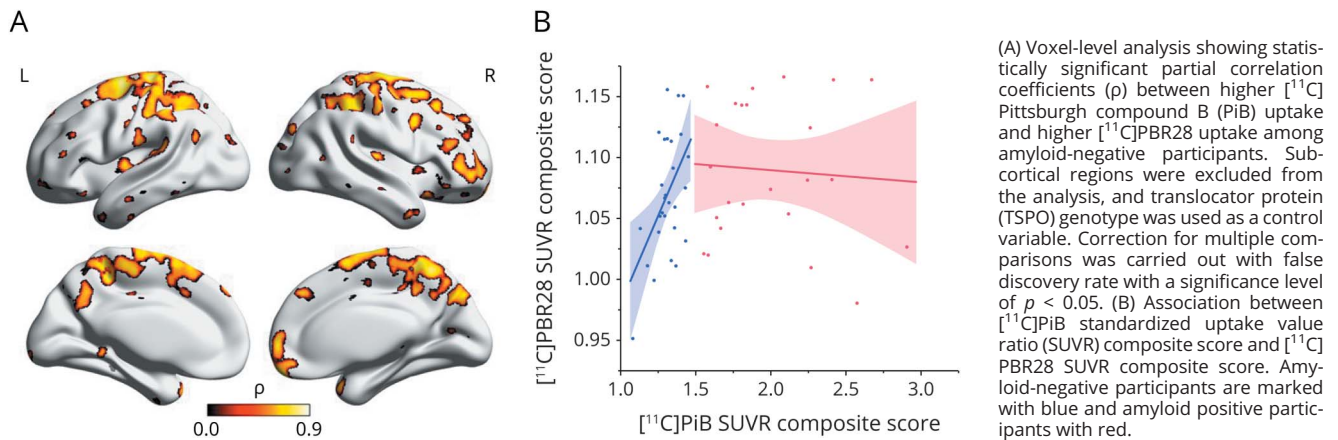 A
L
R
ρ
0.0 0.9
B
[¹¹C]PBR28 SUVR composite score
1.15
1.10
1.05
1.00
0.95
1.0 1.5 2.0 2.5 3.0
[¹¹C]PiB SUVR composite score
(A) Voxel-level analysis showing statis-
tically significant partial correlation
coefficients (ρ) between higher [¹¹C]
Pittsburgh compound B (PiB) uptake
and higher [¹¹C]PBR28 uptake among
amyloid-negative participants. Sub-
cortical regions were excluded from
the analysis, and translocator protein
(TSPO) genotype was used as a control
variable. Correction for multiple com-
parisons was carried out with false
discovery rate with a significance level
of p < 0.05. (B) Association between
[¹¹C]PiB standardized uptake value
ratio (SUVR) composite score and [¹¹C]
PBR28 SUVR composite score. Amy-
loid-negative participants are marked
with blue and amyloid positive partic-
ipants with red.